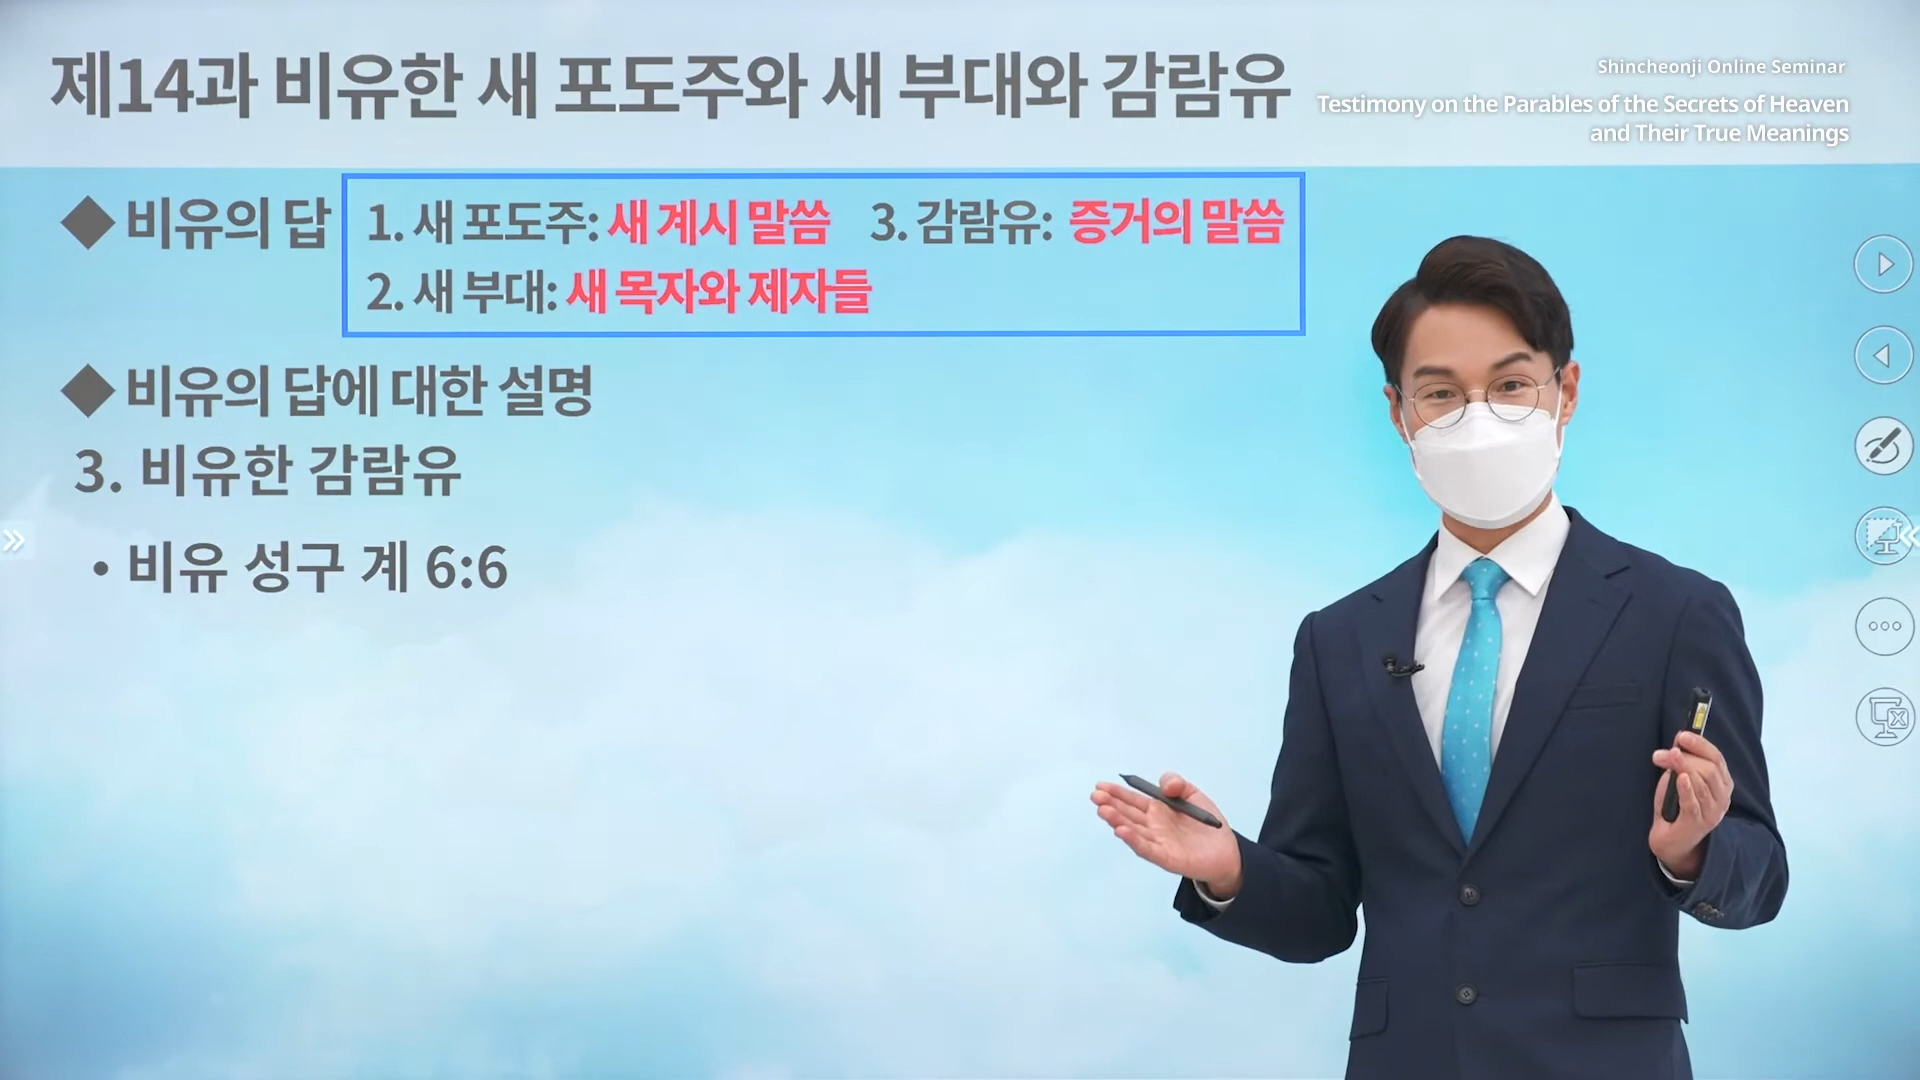 제14과 비유한 새 포도주와 새 부대와 감람유
Shincheonji Online Seminar
Testimony on the Parables of the Secrets of Heaven
and Their True Meanings
◆비유의 답
1. 새 포도주: 새 계시 말씀 3. 감람유: 증거의 말씀
2. 새 부대: 새 목자와 제자들
◆비유의 답에 대한 설명
3. 비유한 감람유
• 비유 성구 계 6:6